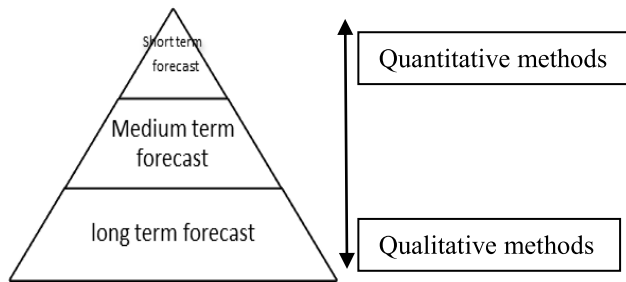 Short term
forecast
Medium term
forecast
long term forecast
Quantitative methods
Qualitative methods